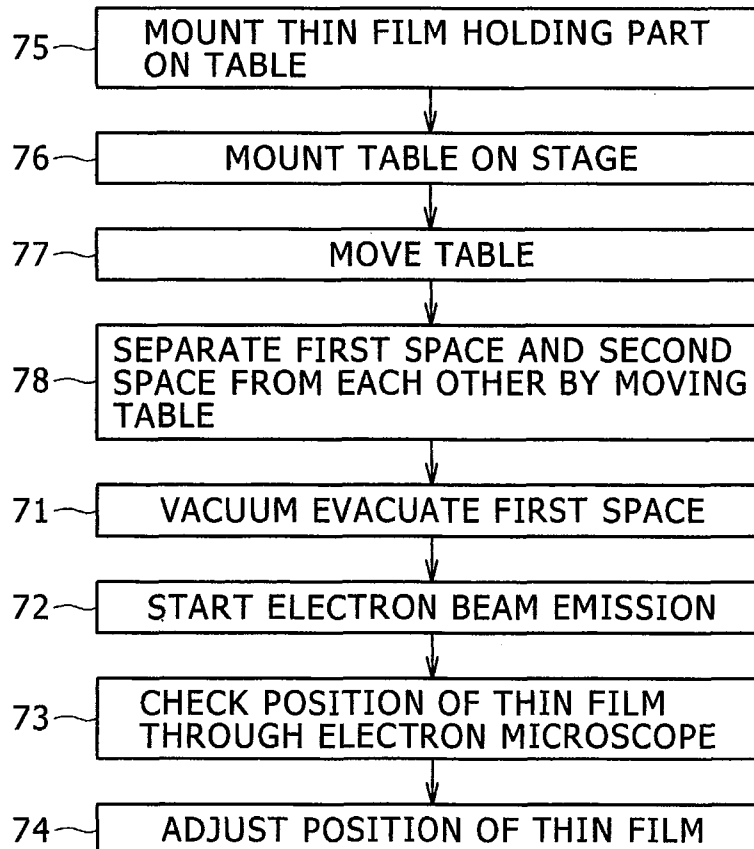 75 MOUNT THIN FILM HOLDING PART
ON TABLE
76 MOUNT TABLE ON STAGE
77 MOVE TABLE
SEPARATE FIRST SPACE AND SECOND
78 SPACE FROM EACH OTHER BY MOVING
TABLE
71 VACUUM EVACUATE FIRST SPACE
72 START ELECTRON BEAM EMISSION
73 CHECK POSITION OF THIN FILM
THROUGH ELECTRON MICROSCOPE
74 ADJUST POSITION OF THIN FILM